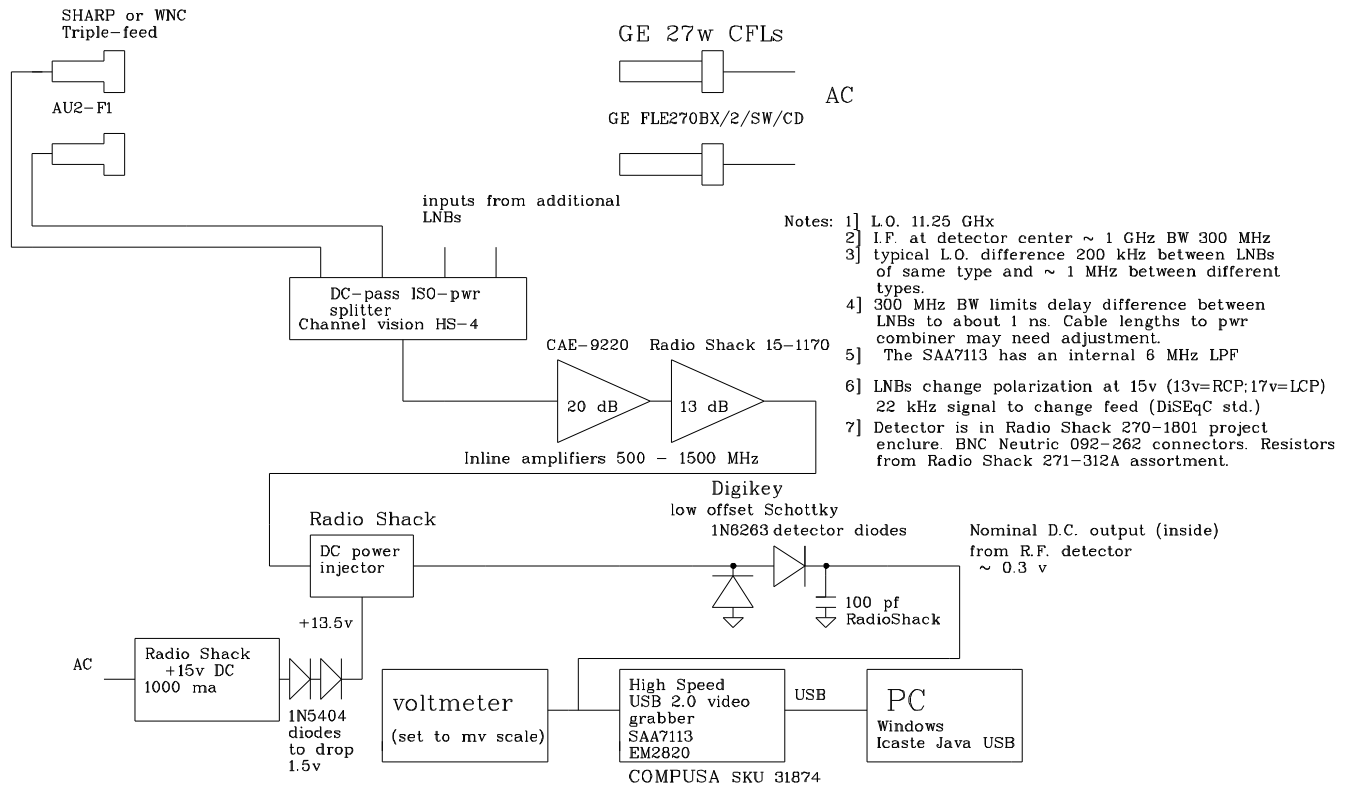 SHARP or WNC
Triple-feed
AU2-F1
GE 27w CFLs
AC
GE FLE270BX/2/SW/CD
inputs from additional
LNBs
DC-pass ISO-pwr
splitter
Channel vision HS-4
Notes: 1] L.O. 11.25 GHx
2] I.F. at detector center ~ 1 GHz BW 300 MHz
3] typical L.O. difference 200 kHz between LNBs
of same type and ~ 1 MHz between different
types.
4] 300 MHz BW limits delay difference between
LNBs to about 1 ns. Cable lengths to pwr
combiner may need adjustment.
5] The SAA7113 has an internal 6 MHz LPF
6] LNBs change polarization at 15v (13v=RCP;17v=LCP)
22 kHz signal to change feed (DiSEqC std.)
7] Detector is in Radio Shack 270-1801 project
enclure. BNC Neutric 092-262 connectors. Resistors
from Radio Shack 271-312A assortment.
CAE-9220
Radio Shack 15-1170
20 dB
13 dB
Inline amplifiers 500 - 1500 MHz
Digikey
low offset Schottky
1N6263 detector diodes
Radio Shack
DC power
injector
Nominal D.C. output (inside)
from R.F. detector
~ 0.3 v
100 pf
RadioShack
+13.5v
AC
Radio Shack
+15v DC
1000 ma
1N5404
diodes
to drop
1.5v
voltmeter
(set to mv scale)
High Speed
USB 2.0 video
grabber
SAA7113
EM2820
COMPUSA SKU 31874
USB
PC
Windows
Icaste Java USB